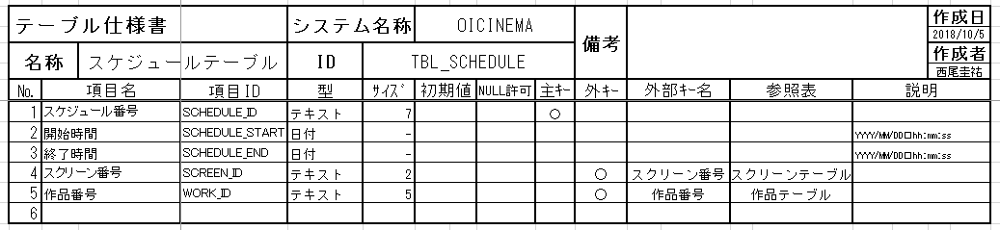 テーブル仕様書 システム名称 OICINEMA 備考 作成日
2018/10/5
名称 スケジュールテーブル ID TBL_SCHEDULE 作成者
西尾圭祐
No. 項目名 項目ID 型 サイズ 初期値 NULL許可 主キー 外キー 外部キー名 参照表 説明
1 スケジュール番号 SCHEDULE_ID テキスト 7 ○
2 開始時間 SCHEDULE_START 日付 - YYYY/MM/DD□hh:mm:ss
3 終了時間 SCHEDULE_END 日付 - YYYY/MM/DD□hh:mm:ss
4 スクリーン番号 SCREEN_ID テキスト 2 ○ スクリーン番号 スクリーンテーブル
5 作品番号 WORK_ID テキスト 5 ○ 作品番号 作品テーブル
6